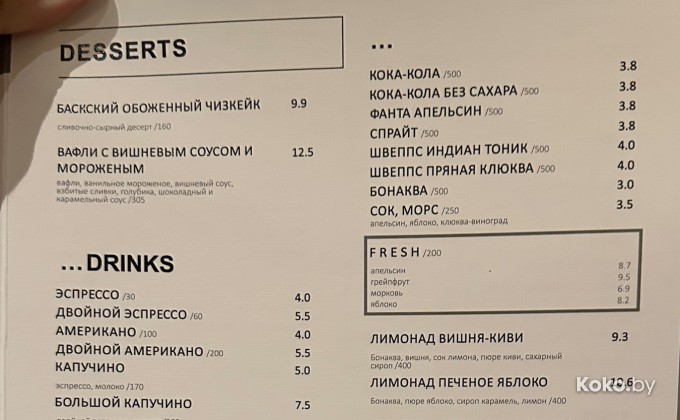 DESSERTS
БАСКСКИЙ ОБОЖЕННЫЙ ЧИЗКЕЙК 9.9
сливочно-сырный десерт /160
ВАФЛИ С ВИШНЕВЫМ СОУСОМ И 12.5
МОРОЖЕНЫМ
вафли, ванильное мороженое, вишневый соус,
взбитые сливки, голубика, шоколадный и
карамельный соус /305
...DRINKS
ЭСПРЕССО /30 4.0
ДВОЙНОЙ ЭСПРЕССО /60 5.5
АМЕРИКАНО /100 4.0
ДВОЙНОЙ АМЕРИКАНО /200 5.5
КАПУЧИНО 5.0
эспрессо, молоко /170
БОЛЬШОЙ КАПУЧИНО 7.5
...
КОКА-КОЛА /500 3.8
КОКА-КОЛА БЕЗ САХАРА /500 3.8
ФАНТА АПЕЛЬСИН /500 3.8
СПРАЙТ /500 3.8
ШВЕППС ИНДИАН ТОНИК /500 4.0
ШВЕППС ПРЯНАЯ КЛЮКВА /500 4.0
БОНАКВА /500 3.0
СОК, МОРС /250 3.5
апельсин, яблоко, клюква-виноград
FRESH /200
апельсин 8.7
грейпфрут 9.5
морковь 6.9
яблоко 8.2
ЛИМОНАД ВИШНЯ-КИВИ 9.3
Бонаква, вишня, сок лимона, пюре киви, сахарный
сироп /400
ЛИМОНАД ПЕЧЕНОЕ ЯБЛОКО
Бонаква, пюре яблоко, сироп карамель, лимон /400
Koko.by